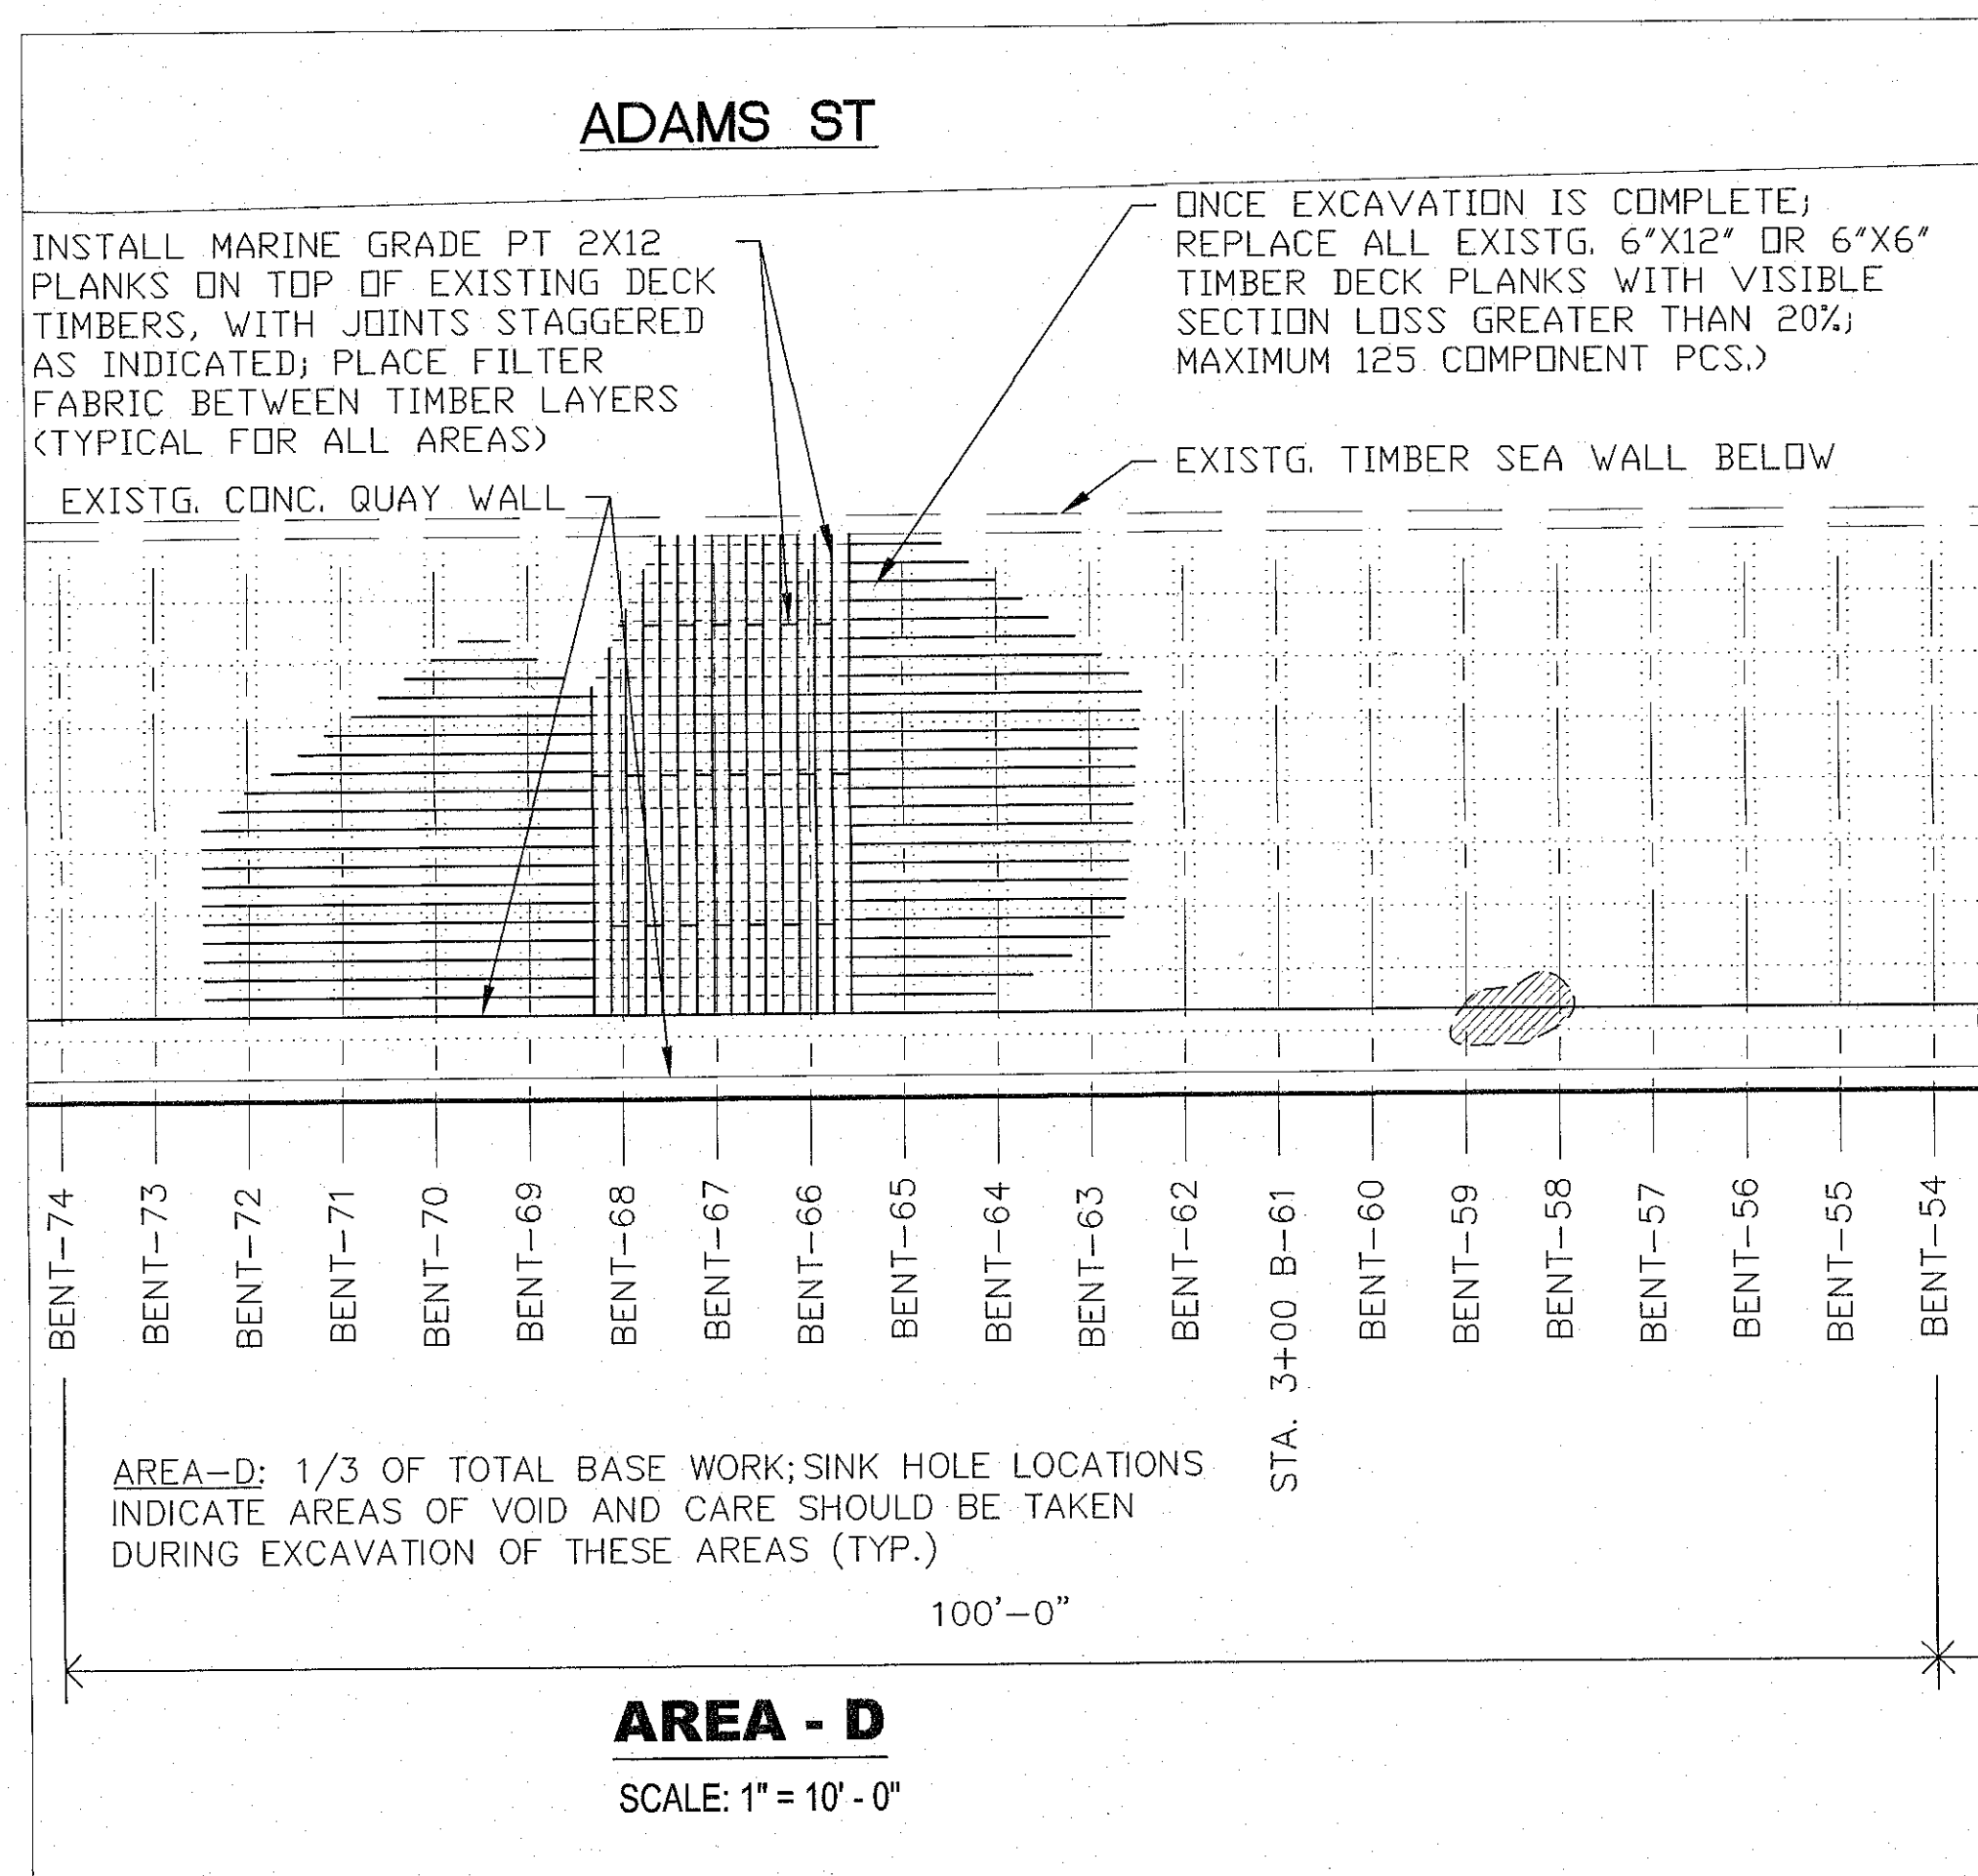 ADAMS ST
INSTALL MARINE GRADE PT 2X12
PLANKS ON TOP OF EXISTING DECK
TIMBERS, WITH JOINTS STAGGERED
AS INDICATED; PLACE FILTER
FABRIC BETWEEN TIMBER LAYERS
(TYPICAL FOR ALL AREAS)
EXISTG. CONC. QUAY WALL
ONCE EXCAVATION IS COMPLETE;
REPLACE ALL EXISTG. 6"X12" OR 6"X6"
TIMBER DECK PLANKS WITH VISIBLE
SECTION LOSS GREATER THAN 20%;
MAXIMUM 125 COMPONENT PCS.)
EXISTG. TIMBER SEA WALL BELOW
BENT-74
BENT-73
BENT-72
BENT-71
BENT-70
BENT-69
BENT-68
BENT-67
BENT-66
BENT-65
BENT-64
BENT-63
BENT-62
STA. 3+00 B-61
BENT-60
BENT-59
BENT-58
BENT-57
BENT-56
BENT-55
BENT-54
AREA-D: 1/3 OF TOTAL BASE WORK; SINK HOLE LOCATIONS
INDICATE AREAS OF VOID AND CARE SHOULD BE TAKEN
DURING EXCAVATION OF THESE AREAS (TYP.)
100'-0"
AREA - D
SCALE: 1" = 10' - 0"